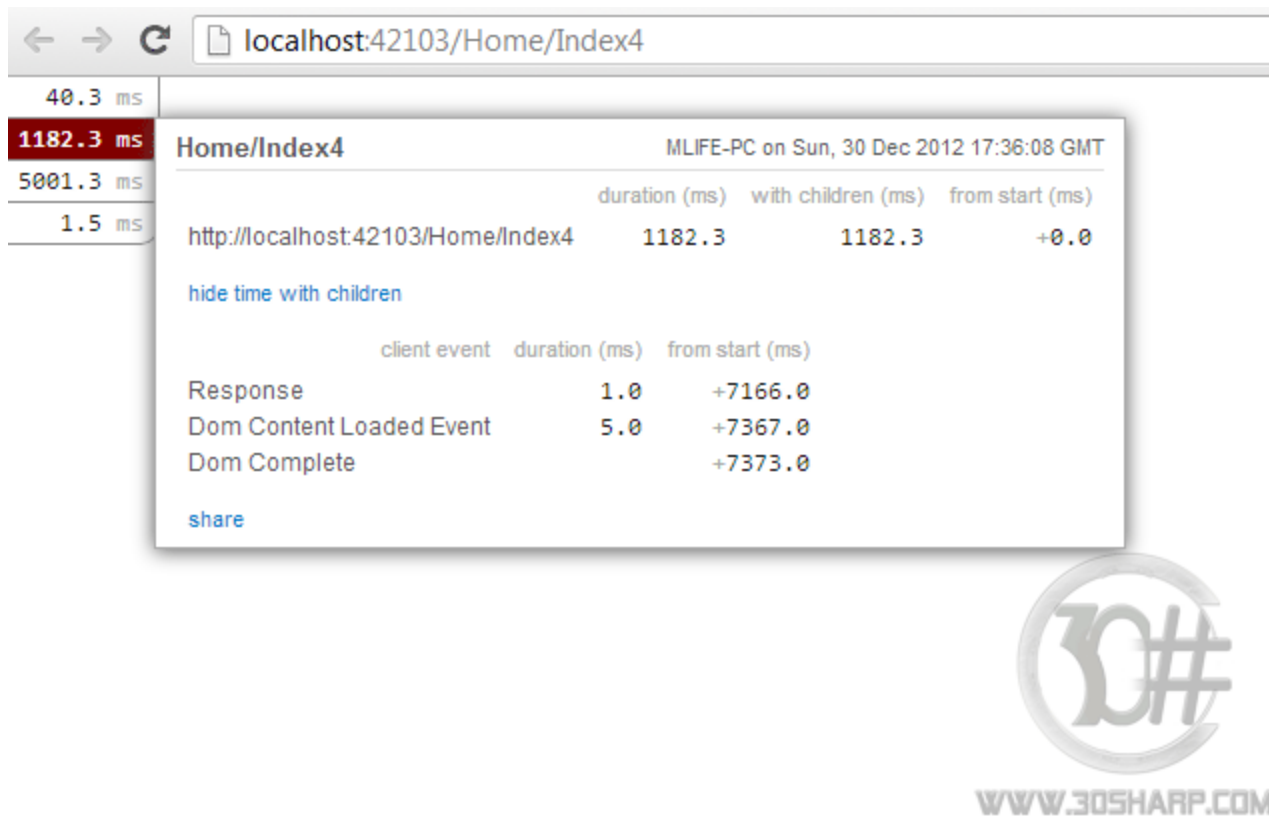 localhost:42103/Home/Index4
40.3 ms
1182.3 ms
5001.3 ms
1.5 ms
Home/Index4 MLIFE-PC on Sun, 30 Dec 2012 17:36:08 GMT
duration (ms) with children (ms) from start (ms)
http://localhost:42103/Home/Index4 1182.3 1182.3 +0.0
hide time with children
client event duration (ms) from start (ms)
Response 1.0 +7166.0
Dom Content Loaded Event 5.0 +7367.0
Dom Complete +7373.0
share
30#
WWW.30SHARP.COM